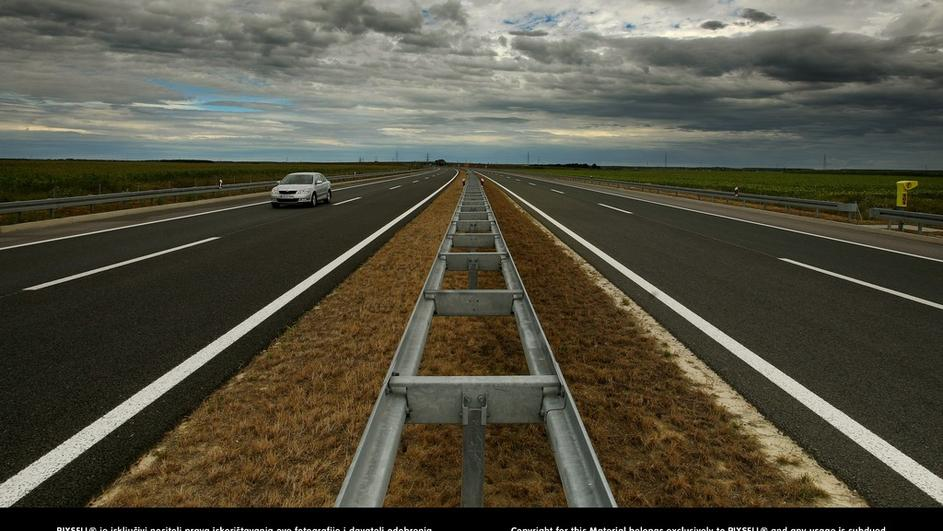 PIXSELL® je isključivi nositelj prava iskorištavanja ove fotografije i davatelj odobrenja
Copyright for this Material belongs exclusively to PIXSELL® and any usage is subdued